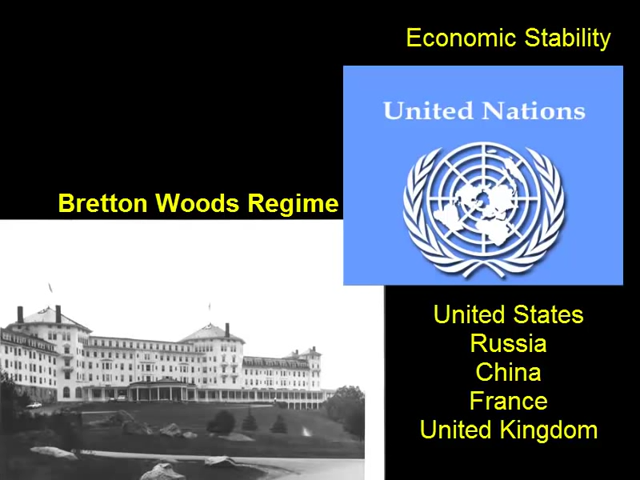 Economic Stability
United Nations
Bretton Woods Regime
United States
Russia
China
France
United Kingdom